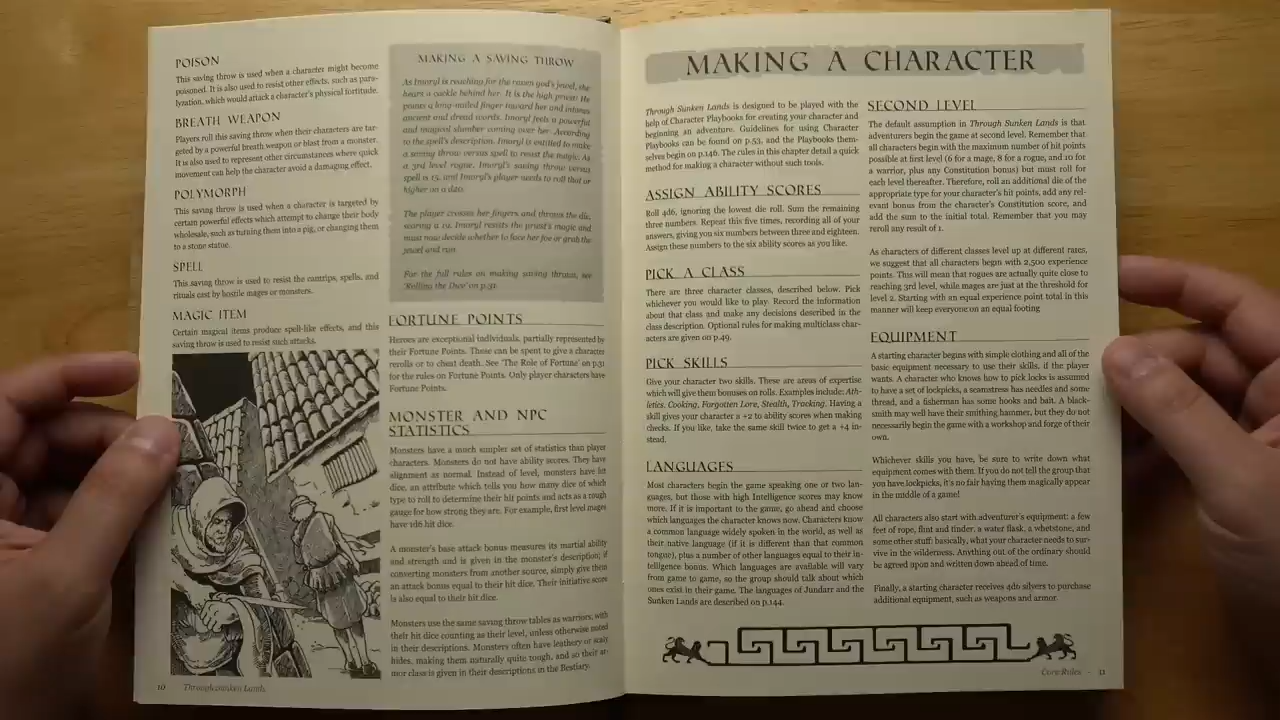 POISON
This saving throw is used when a character might become
poisoned. It is also used to resist other effects, such as para-
lyzation, which would attack a character's physical fortitude.
BREATH WEAPON
Players roll this saving throw when their characters are tar-
geted by a powerful breath weapon or blast from a monster.
It is also used to represent other circumstances where quick
movement can help the character avoid a damaging effect.
POLYMORPH
This saving throw is used when a character is targeted by
certain powerful effects which attempt to change their body
wholesale, such as turning them into a pig, or changing them
to a stone statue.
SPELL
This saving throw is used to resist the cantrips, spells, and
rituals cast by hostile mages or monsters.
MAGIC ITEM
Certain magical items produce spell-like effects, and this
saving throw is used to resist such attacks.
10 Through Sunken Lands
MAKING A SAVING THROW
As Imoryl is reaching for the raven god's jewel, she
hears a cackle behind her. It is the high priest! He
points a long-nailed finger toward her and intones
ancient and dread words. Imoryl feels a powerful
and magical slumber coming over her. According
to the spell's description, Imoryl is entitled to make
a saving throw versus spell to resist the magic. As
a 3rd level rogue, Imoryl's saving throw versus
spell is 15, and Imoryl's player needs to roll that or
higher on a d20.
The player crosses her fingers and throws the die,
scoring a 19. Imoryl resists the priest's magic and
must now decide whether to face her foe or grab the
jewel and run.
For the full rules on making saving throws, see
'Rolling the Dice' on p.31.
FORTUNE POINTS
Heroes are exceptional individuals, partially represented by
their Fortune Points. These can be spent to give a character
rerolls or to cheat death. See 'The Role of Fortune' on p.31
for the rules on Fortune Points. Only player characters have
Fortune Points.
MONSTER AND NPC
STATISTICS
Monsters have a much simpler set of statistics than player
characters. Monsters do not have ability scores. They have
alignment as normal. Instead of level, monsters have hit
dice, an attribute which tells you how many dice of which
type to roll to determine their hit points and acts as a rough
gauge for how strong they are. For example, first level mages
have 1d6 hit dice.
A monster's base attack bonus measures its martial ability
and strength and is given in the monster's description; if
converting monsters from another source, simply give them
an attack bonus equal to their hit dice. Their initiative score
is also equal to their hit dice.
Monsters use the same saving throw tables as warriors, with
their hit dice counting as their level, unless otherwise noted
in their descriptions. Monsters often have leathery or scaly
hides, making them naturally quite tough, and so their ar-
mor class is given in their descriptions in the Bestiary.
MAKING A CHARACTER
Through Sunken Lands is designed to be played with the
help of Character Playbooks for creating your character and
beginning an adventure. Guidelines for using Character
Playbooks can be found on p.53, and the Playbooks them-
selves begin on p.146. The rules in this chapter detail a quick
method for making a character without such tools.
ASSIGN ABILITY SCORES
Roll 4d6, ignoring the lowest die roll. Sum the remaining
three numbers. Repeat this five times, recording all of your
answers, giving you six numbers between three and eighteen.
Assign these numbers to the six ability scores as you like.
PICK A CLASS
There are three character classes, described below. Pick
whichever you would like to play. Record the information
about that class and make any decisions described in the
class description. Optional rules for making multiclass char-
acters are given on p.49.
PICK SKILLS
Give your character two skills. These are areas of expertise
which will give them bonuses on rolls. Examples include: Ath-
letics, Cooking, Forgotten Lore, Stealth, Tracking. Having a
skill gives your character a +2 to ability scores when making
checks. If you like, take the same skill twice to get a +4 in-
stead.
LANGUAGES
Most characters begin the game speaking one or two lan-
guages, but those with high Intelligence scores may know
more. If it is important to the game, go ahead and choose
which languages the character knows now. Characters know
a common language widely spoken in the world, as well as
their native language (if it is different than that common
tongue), plus a number of other languages equal to their in-
telligence bonus. Which languages are available will vary
from game to game, so the group should talk about which
ones exist in their game. The languages of Jundarr and the
Sunken Lands are described on p.144.
SECOND LEVEL
The default assumption in Through Sunken Lands is that
adventurers begin the game at second level. Remember that
all characters begin with the maximum number of hit points
possible at first level (6 for a mage, 8 for a rogue, and 10 for
a warrior, plus any Constitution bonus) but must roll for
each level thereafter. Therefore, roll an additional die of the
appropriate type for your character's hit points, add any rel-
evant bonus from the character's Constitution score, and
add the sum to the initial total. Remember that you may
reroll any result of 1.
As characters of different classes level up at different rates,
we suggest that all characters begin with 2,500 experience
points. This will mean that rogues are actually quite close to
reaching 3rd level, while mages are just at the threshold for
level 2. Starting with an equal experience point total in this
manner will keep everyone on an equal footing
EQUIPMENT
A starting character begins with simple clothing and all of the
basic equipment necessary to use their skills, if the player
wants. A character who knows how to pick locks is assumed
to have a set of lockpicks, a seamstress has needles and some
thread, and a fisherman has some hooks and bait. A black-
smith may well have their smithing hammer, but they do not
necessarily begin the game with a workshop and forge of their
own.
Whichever skills you have, be sure to write down what
equipment comes with them. If you do not tell the group that
you have lockpicks, it's no fair having them magically appear
in the middle of a game!
All characters also start with adventurer's equipment: a few
feet of rope, flint and tinder, a water flask, a whetstone, and
some other stuff: basically, what your character needs to sur-
vive in the wilderness. Anything out of the ordinary should
be agreed upon and written down ahead of time.
Finally, a starting character receives 4d6 silvers to purchase
additional equipment, such as weapons and armor.
Core Rules - 11